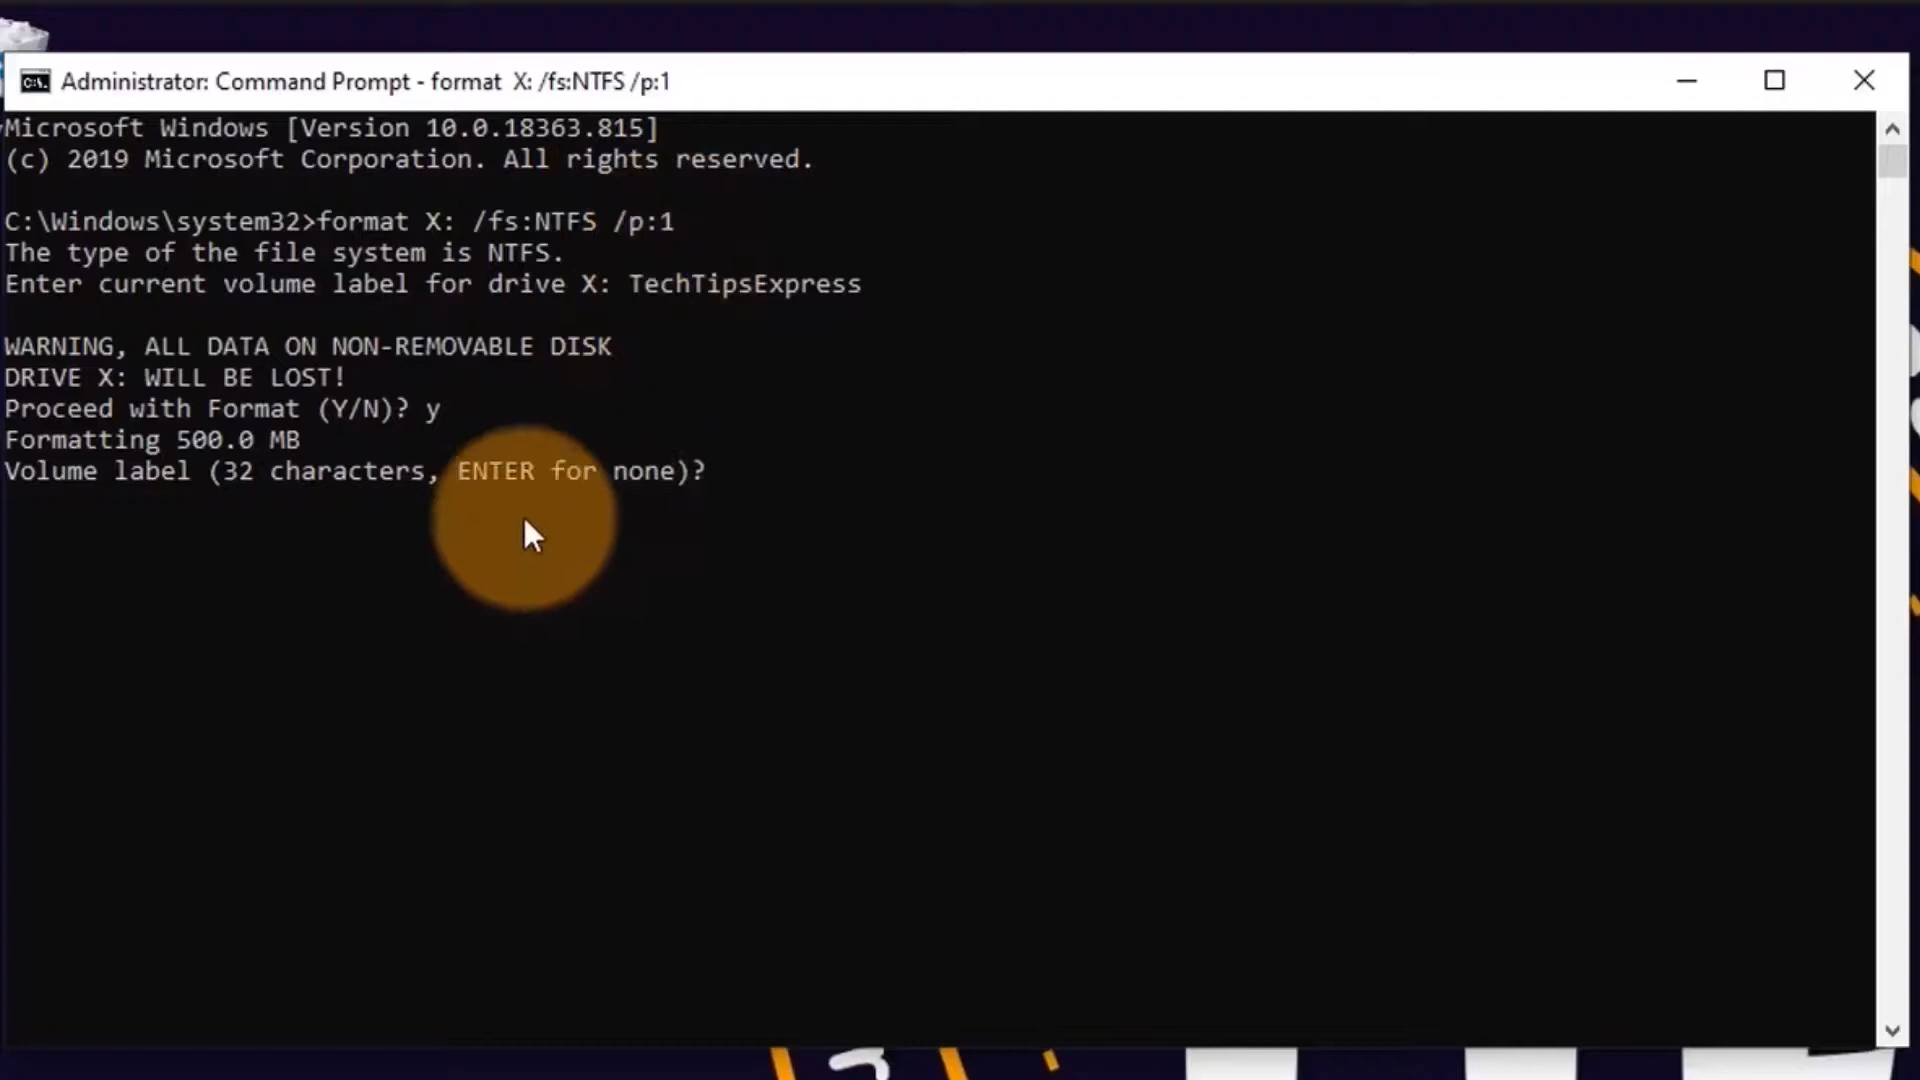 Administrator: Command Prompt - format  X: /fs:NTFS /p:1
Microsoft Windows [Version 10.0.18363.815]
(c) 2019 Microsoft Corporation. All rights reserved.
C:\Windows\system32>format X: /fs:NTFS /p:1
The type of the file system is NTFS.
Enter current volume label for drive X: TechTipsExpress
WARNING, ALL DATA ON NON-REMOVABLE DISK
DRIVE X: WILL BE LOST!
Proceed with Format (Y/N)? y
Formatting 500.0 MB
Volume label (32 characters, ENTER for none)?